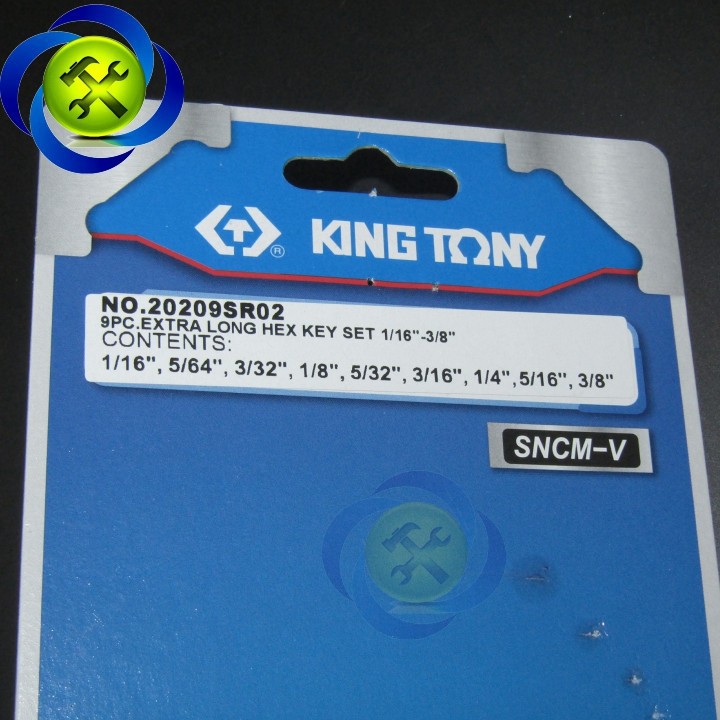 KING TONY
®
NO.20209SR02
9PC.EXTRA LONG HEX KEY SET 1/16"-3/8"
CONTENTS:
1/16", 5/64", 3/32", 1/8", 5/32", 3/16", 1/4", 5/16", 3/8"
SNCM-V